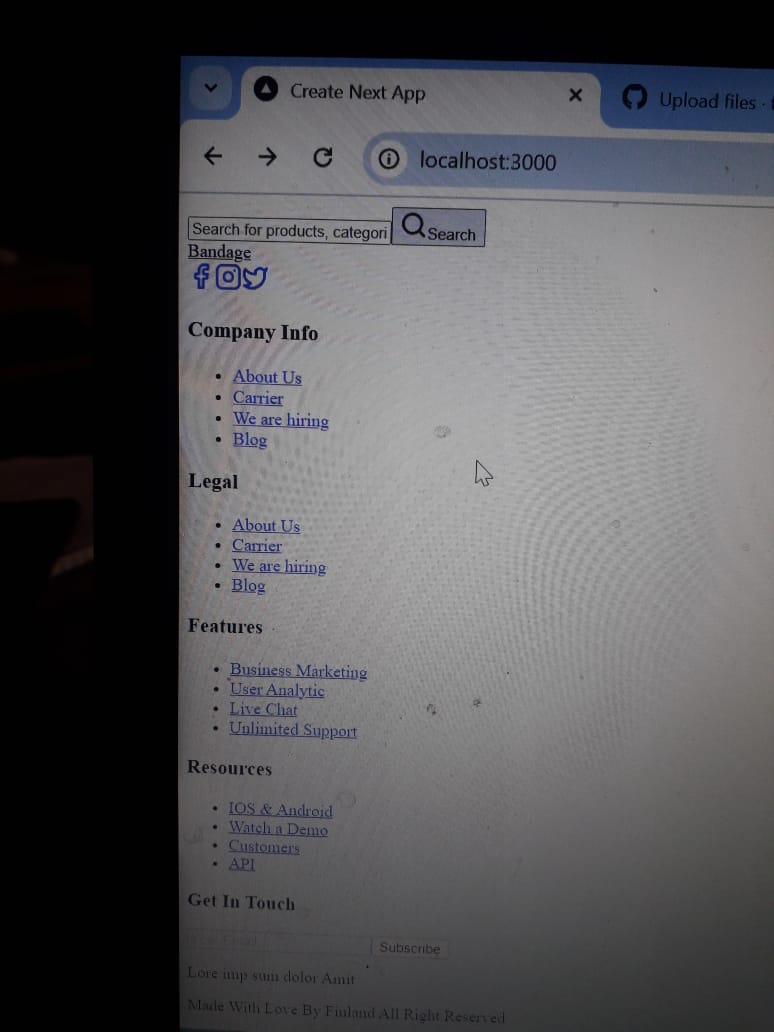 Create Next App
Upload files ·
localhost:3000
Search for products, categori
Search
Bandage
Company Info
About Us
Carrier
We are hiring
Blog
Legal
About Us
Carrier
We are hiring
Blog
Features
Business Marketing
User Analytic
Live Chat
Unlimited Support
Resources
IOS & Android
Watch a Demo
Customers
API
Get In Touch
Subscribe
Lore imp sum dolor Amit
Made With Love By Finland All Right Reserved